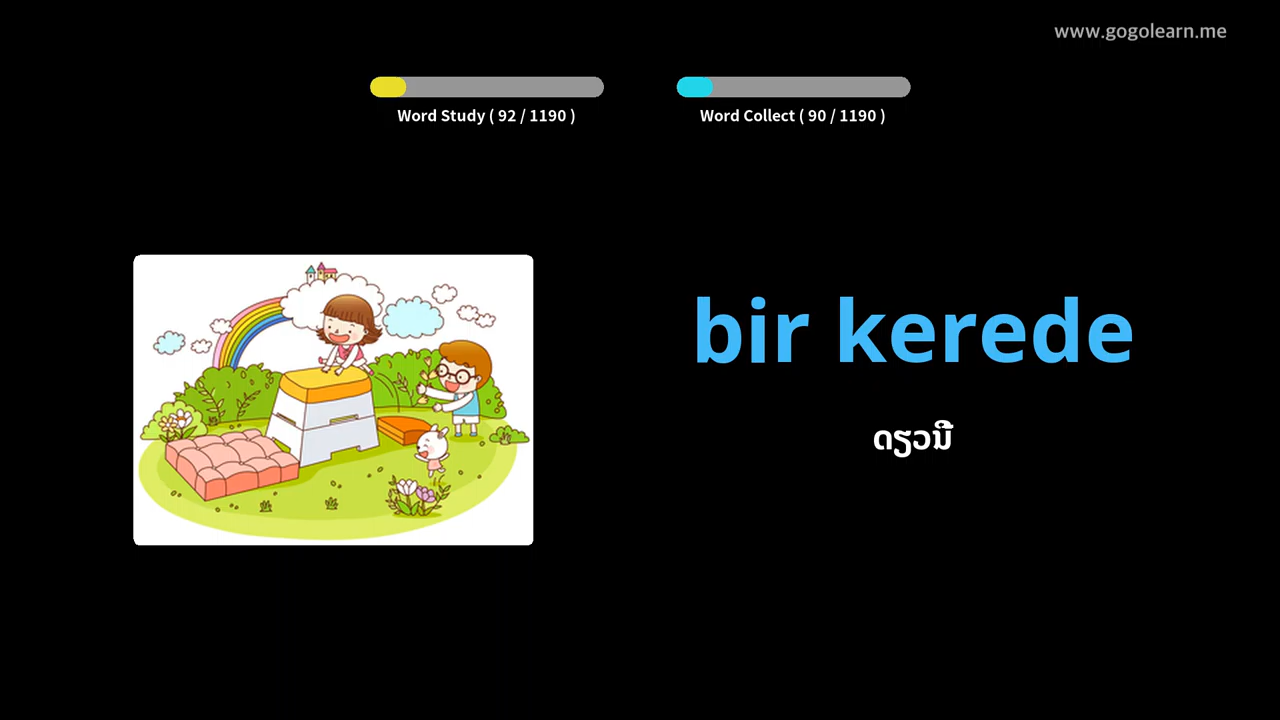 www.gogolearn.me
Word Study ( 92 / 1190 )
Word Collect ( 90 / 1190 )
bir kerede
ດຽວນີ້